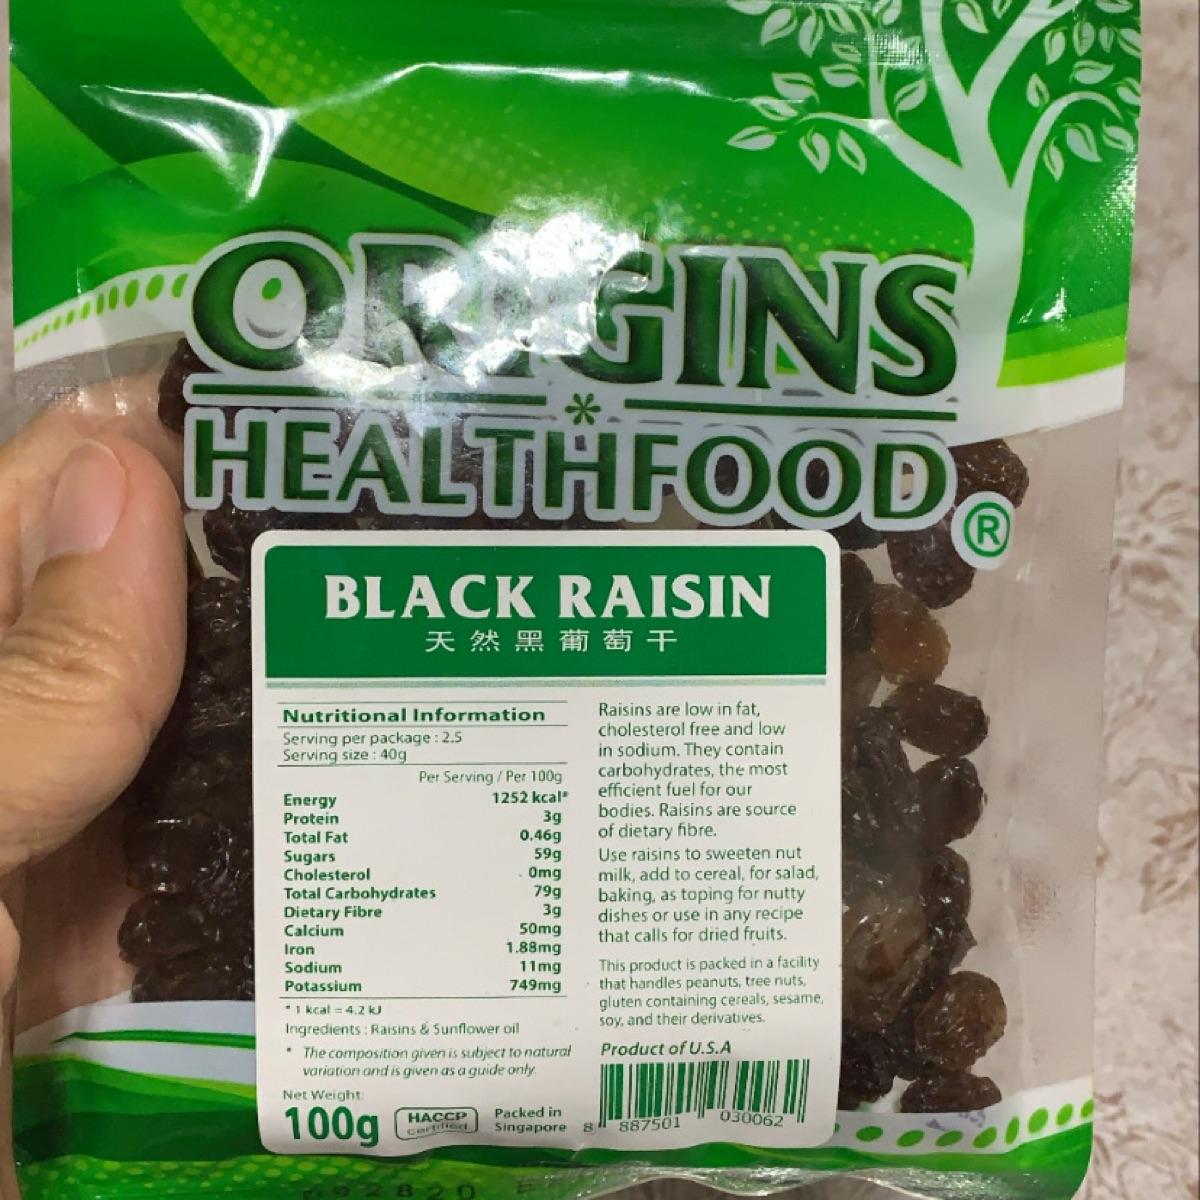 ORIGINS
HEALTHFOOD
®
BLACK RAISIN
天然黑葡萄干
Nutritional Information
Serving per package : 2.5
Serving size : 40g
Per Serving / Per 100g
Energy 1252 kcal*
Protein 3g
Total Fat 0.46g
Sugars 59g
Cholesterol 0mg
Total Carbohydrates 79g
Dietary Fibre 3g
Calcium 50mg
Iron 1.88mg
Sodium 11mg
Potassium 749mg
* 1 kcal = 4.2 kJ
Ingredients : Raisins & Sunflower oil
* The composition given is subject to natural
variation and is given as a guide only.
Net Weight:
100g
HACCP
Certified
Packed in
Singapore
Raisins are low in fat,
cholesterol free and low
in sodium. They contain
carbohydrates, the most
efficient fuel for our
bodies. Raisins are source
of dietary fibre.
Use raisins to sweeten nut
milk, add to cereal, for salad,
baking, as toping for nutty
dishes or use in any recipe
that calls for dried fruits.
This product is packed in a facility
that handles peanuts, tree nuts,
gluten containing cereals, sesame,
soy, and their derivatives.
Product of U.S.A
8 887501 030062